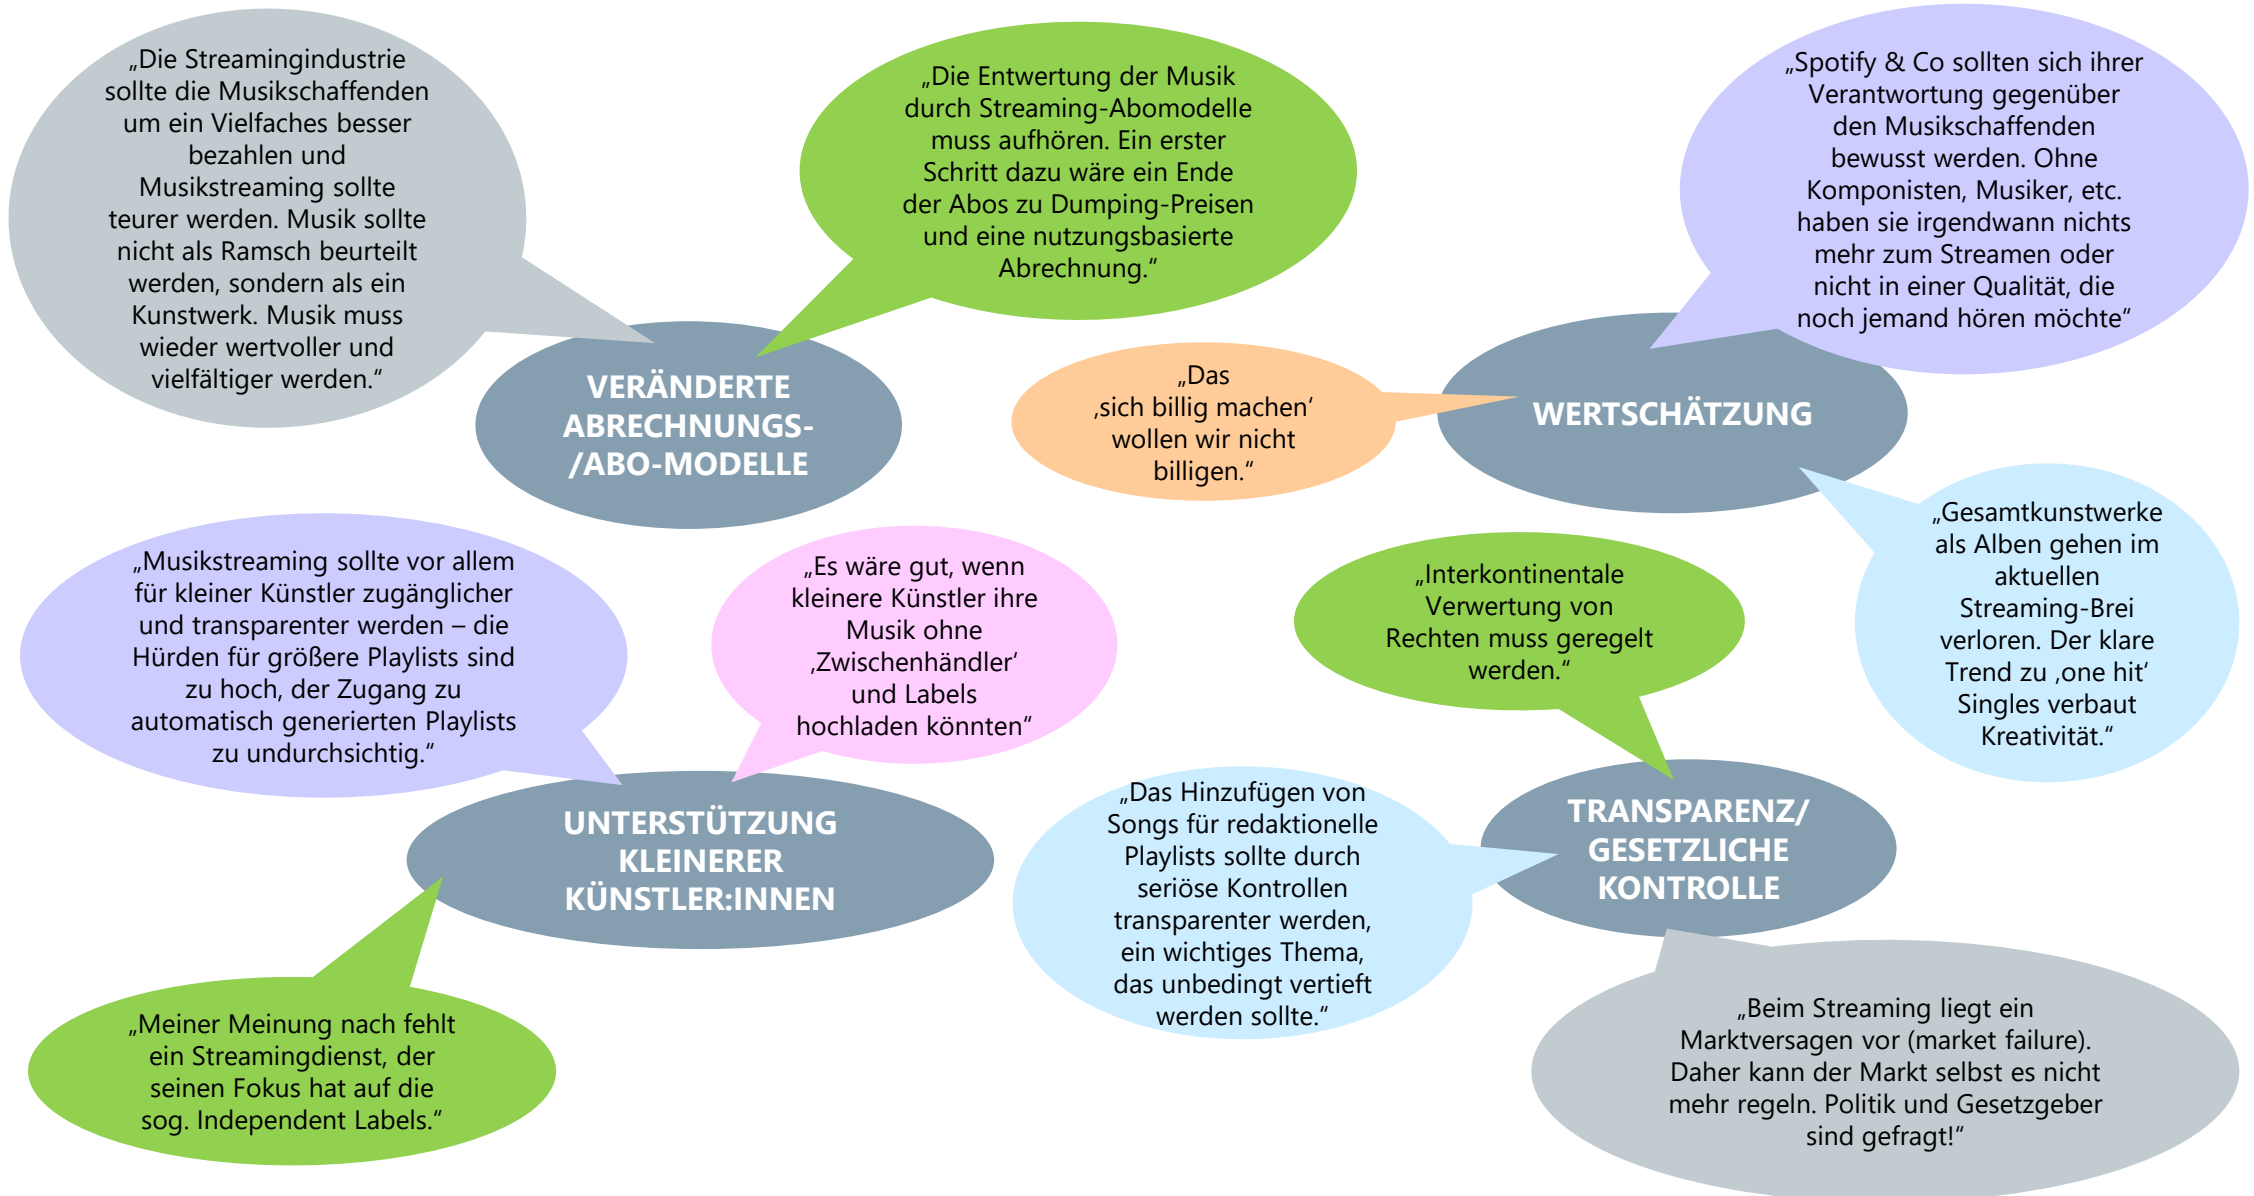 „Die Streamingindustrie
sollte die Musikschaffenden
um ein Vielfaches besser
bezahlen und
Musikstreaming sollte
teurer werden. Musik sollte
nicht als Ramsch beurteilt
werden, sondern als ein
Kunstwerk. Musik muss
wieder wertvoller und
vielfältiger werden.“
„Die Entwertung der Musik
durch Streaming-Abomodelle
muss aufhören. Ein erster
Schritt dazu wäre ein Ende
der Abos zu Dumping-Preisen
und eine nutzungsbasierte
Abrechnung.“
VERÄNDERTE
ABRECHNUNGS-
/ABO-MODELLE
„Spotify & Co sollten sich ihrer
Verantwortung gegenüber
den Musikschaffenden
bewusst werden. Ohne
Komponisten, Musiker, etc.
haben sie irgendwann nichts
mehr zum Streamen oder
nicht in einer Qualität, die
noch jemand hören möchte“
„Das
‚sich billig machen‘
wollen wir nicht
billigen.“
WERTSCHÄTZUNG
„Gesamtkunstwerke
als Alben gehen im
aktuellen
Streaming-Brei
verloren. Der klare
Trend zu ‚one hit‘
Singles verbaut
Kreativität.“
„Musikstreaming sollte vor allem
für kleiner Künstler zugänglicher
und transparenter werden – die
Hürden für größere Playlists sind
zu hoch, der Zugang zu
automatisch generierten Playlists
zu undurchsichtig.“
„Es wäre gut, wenn
kleinere Künstler ihre
Musik ohne
‚Zwischenhändler‘
und Labels
hochladen könnten“
UNTERSTÜTZUNG
KLEINERER
KÜNSTLER:INNEN
„Meiner Meinung nach fehlt
ein Streamingdienst, der
seinen Fokus hat auf die
sog. Independent Labels.“
„Interkontinentale
Verwertung von
Rechten muss geregelt
werden.“
„Das Hinzufügen von
Songs für redaktionelle
Playlists sollte durch
seriöse Kontrollen
transparenter werden,
ein wichtiges Thema,
das unbedingt vertieft
werden sollte.“
TRANSPARENZ/
GESETZLICHE
KONTROLLE
„Beim Streaming liegt ein
Marktversagen vor (market failure).
Daher kann der Markt selbst es nicht
mehr regeln. Politik und Gesetzgeber
sind gefragt!“